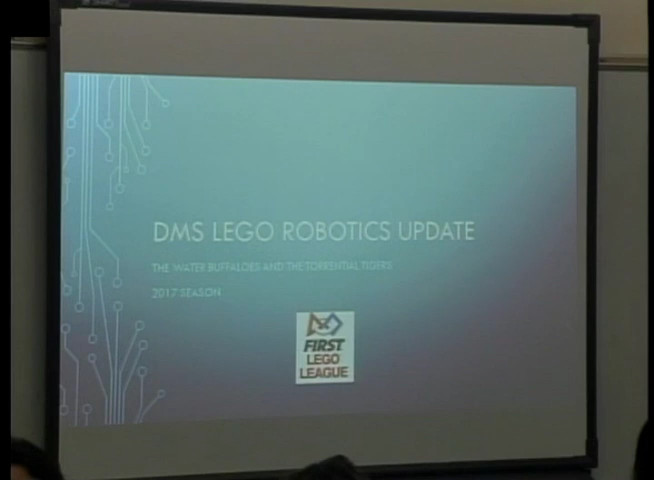 DMS LEGO ROBOTICS UPDATE
THE WATER BUFFALOES AND THE TORRENTIAL TIGERS
2017 SEASON
FIRST
LEGO
LEAGUE